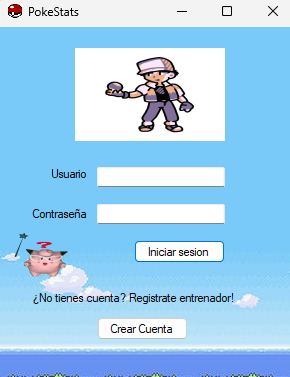 PokeStats
Usuario
Contraseña
Iniciar sesion
¿No tienes cuenta? Registrate entrenador!
Crear Cuenta